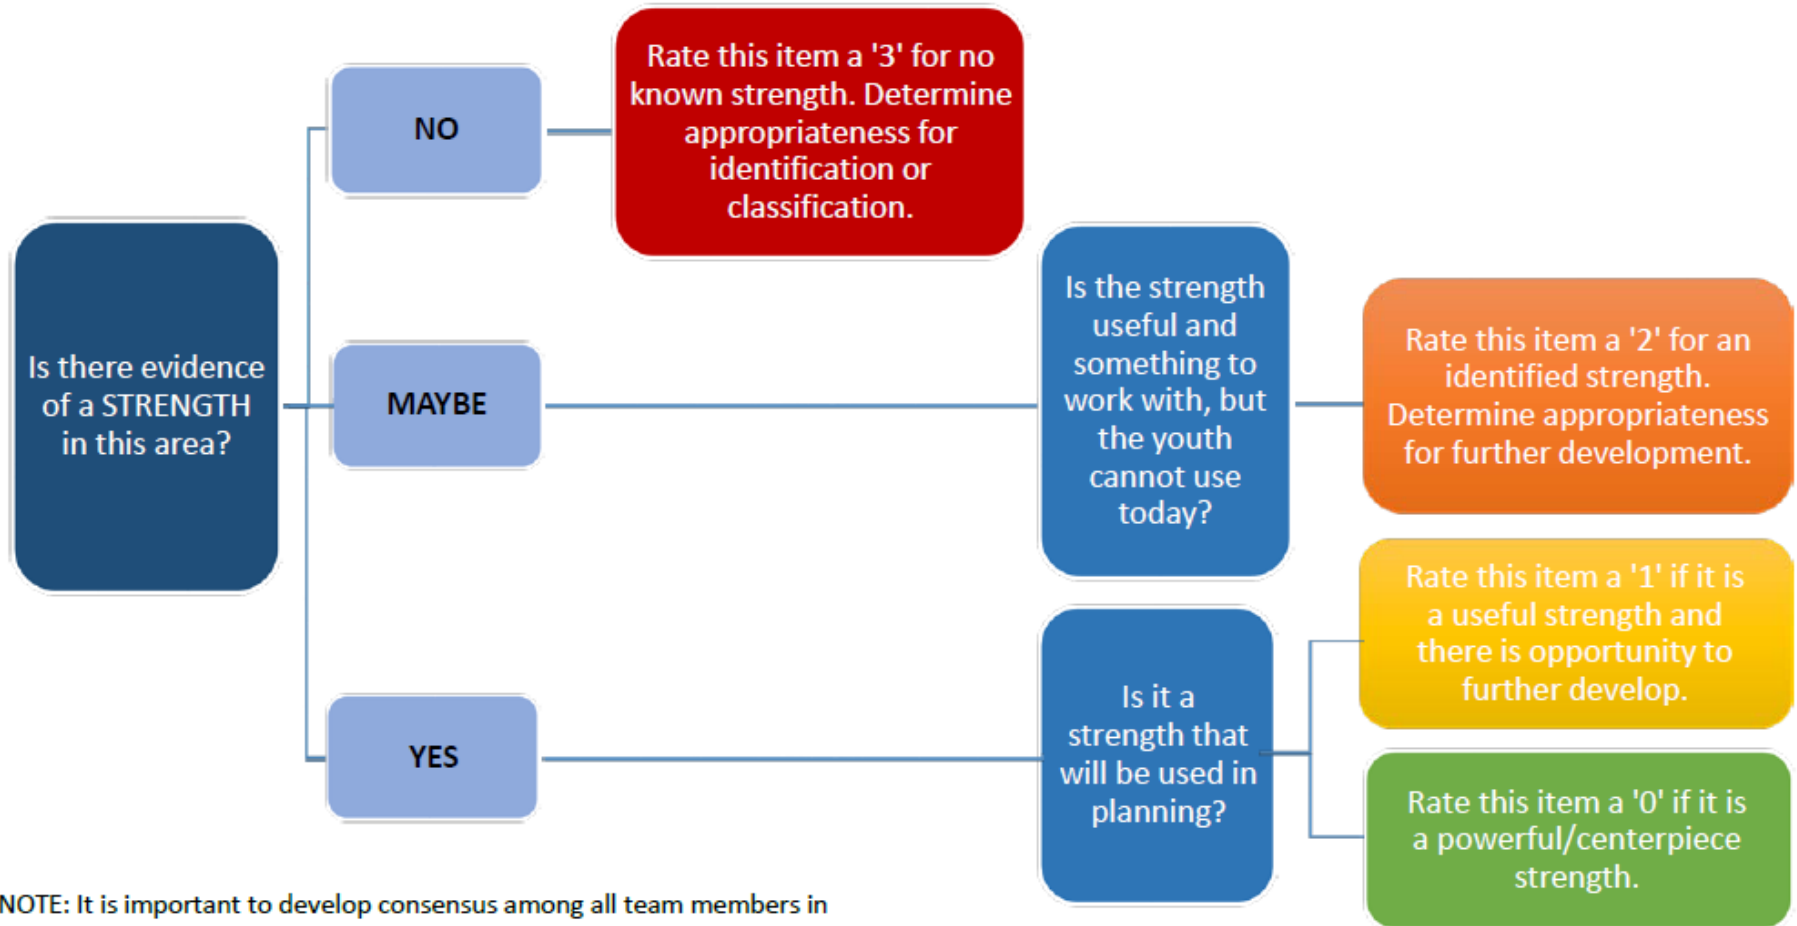 Is there evidence
of a STRENGTH
in this area?
NO
Rate this item a '3' for no
known strength. Determine
appropriateness for
identification or
classification.
MAYBE
Is the strength
useful and
something to
work with, but
the youth
cannot use
today?
Rate this item a '2' for an
identified strength.
Determine appropriateness
for further development.
YES
Is it a
strength that
will be used in
planning?
Rate this item a '1' if it is
a useful strength and
there is opportunity to
further develop.
Rate this item a '0' if it is
a powerful/centerpiece
strength.
NOTE: It is important to develop consensus among all team members in